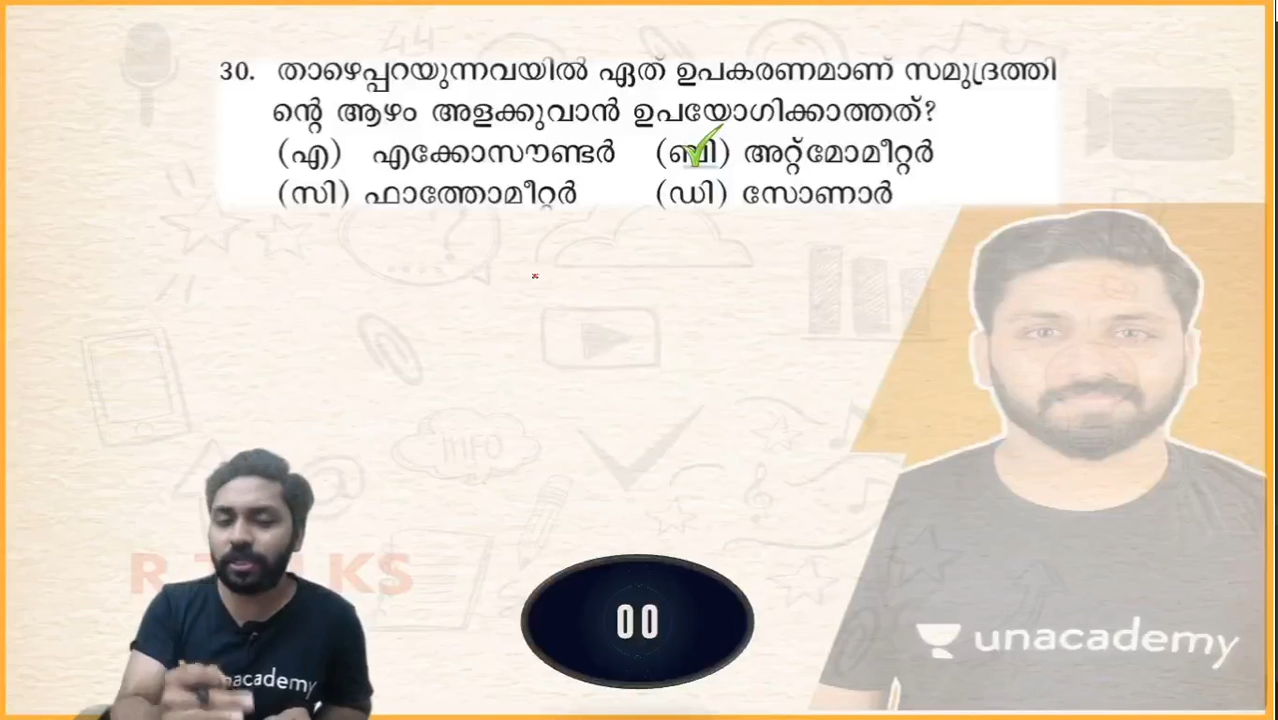 30. താഴെപ്പറയുന്നവയിൽ ഏത് ഉപകരണമാണ് സമുദ്രത്തി
ന്റെ ആഴം അളക്കുവാൻ ഉപയോഗിക്കാത്തത്?
(എ) എക്കോസൗണ്ടർ (ബി) അറ്റ്മോമീറ്റർ
(സി) ഫാത്തോമീറ്റർ (ഡി) സോണാർ
INFO
00
unacademy
unacademy